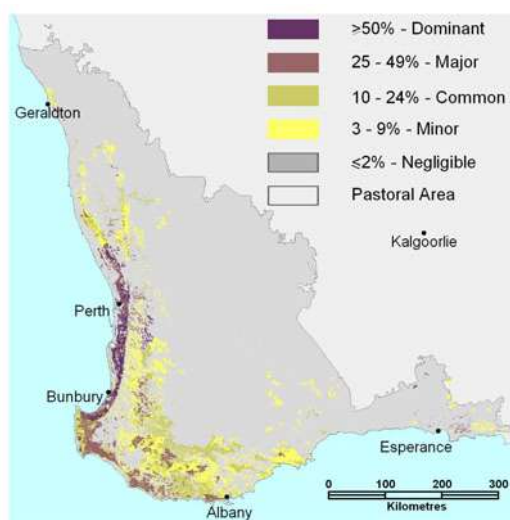 ≥50% - Dominant
25 - 49% - Major
10 - 24% - Common
3 - 9% - Minor
≤2% - Negligible
Pastoral Area
Geraldton
Kalgoorlie
Perth
Bunbury
Esperance
Albany
0 100 200 300
Kilometres